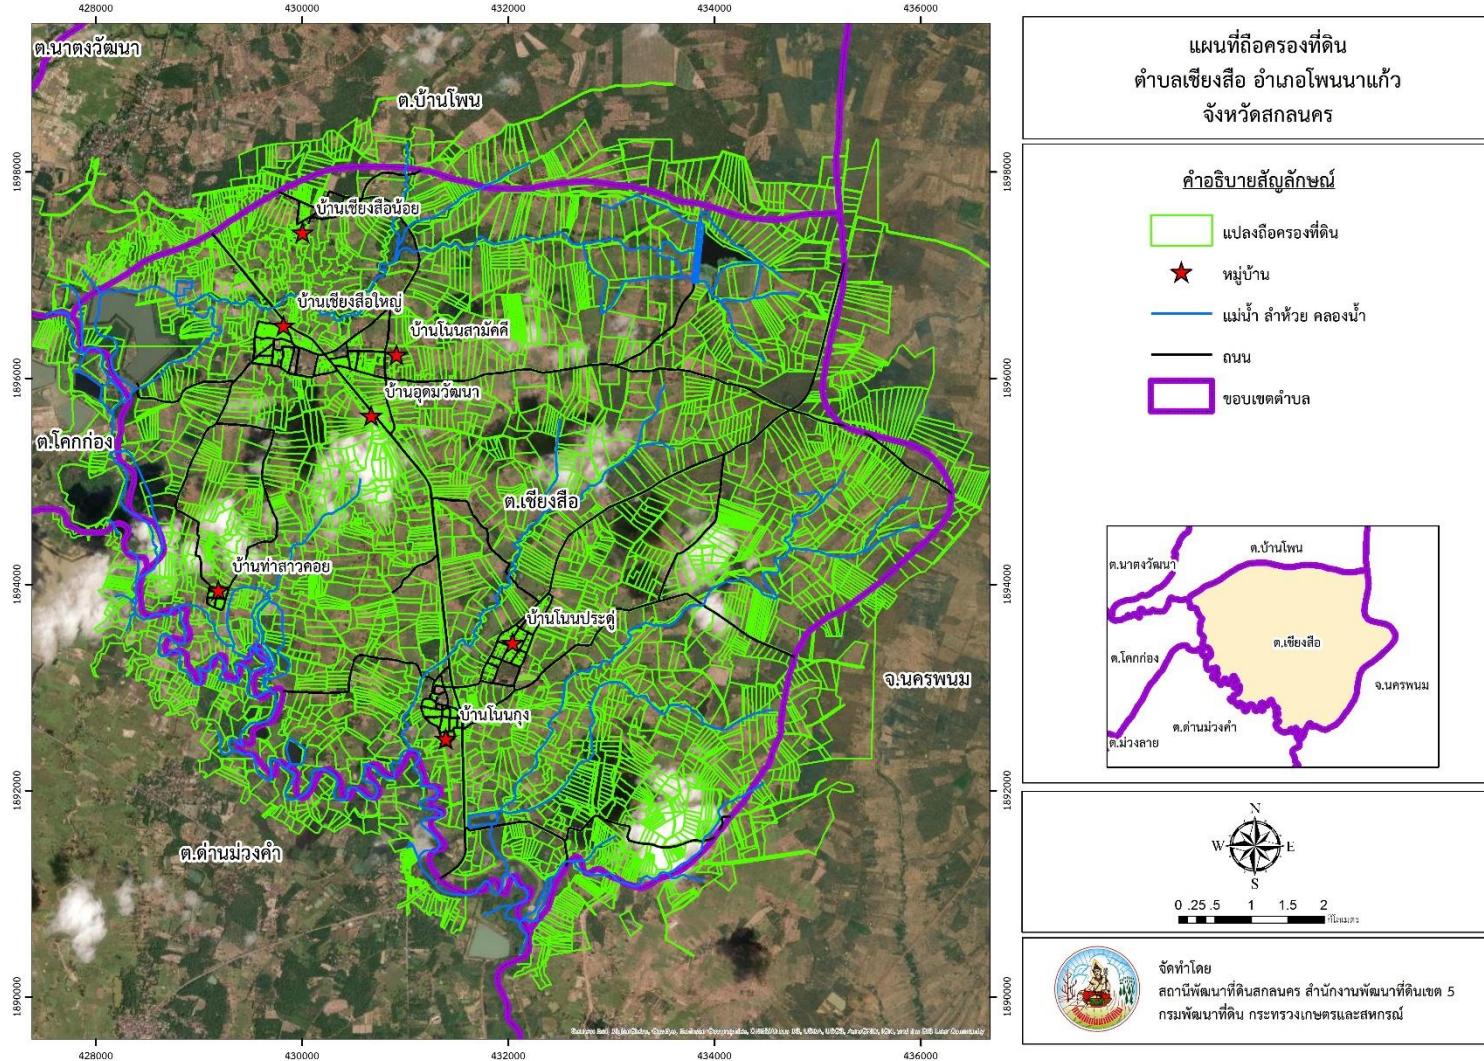 428000
430000
432000
434000
436000
1898000
1896000
1894000
1892000
1890000
ต.นาตงวัฒนา
ต.บ้านโพน
บ้านเชียงสือน้อย
บ้านเชียงสือใหญ่
บ้านโนนสามัคคี
บ้านอุดมวัฒนา
ต.โคกก่อง
ต.เชียงสือ
บ้านท่าสาวคอย
บ้านโนนประดู่
จ.นครพนม
บ้านโนนกุง
ต.ด่านม่วงคำ
1898000
1896000
1894000
1892000
1890000
428000
430000
432000
434000
436000
แผนที่ถือครองที่ดิน
ตำบลเชียงสือ อำเภอโพนนาแก้ว
จังหวัดสกลนคร
คำอธิบายสัญลักษณ์
แปลงถือครองที่ดิน
หมู่บ้าน
แม่น้ำ ลำห้วย คลองน้ำ
ถนน
ขอบเขตตำบล
ต.บ้านโพน
ต.นาตงวัฒนา
ต.เชียงสือ
ต.โคกก่อง
จ.นครพนม
ต.ด่านม่วงคำ
ต.ม่วงลาย
N
W E
S
0 .25 .5 1 1.5 2
กิโลเมตร
จัดทำโดย
สถานีพัฒนาที่ดินสกลนคร สำนักงานพัฒนาที่ดินเขต 5
กรมพัฒนาที่ดิน กระทรวงเกษตรและสหกรณ์